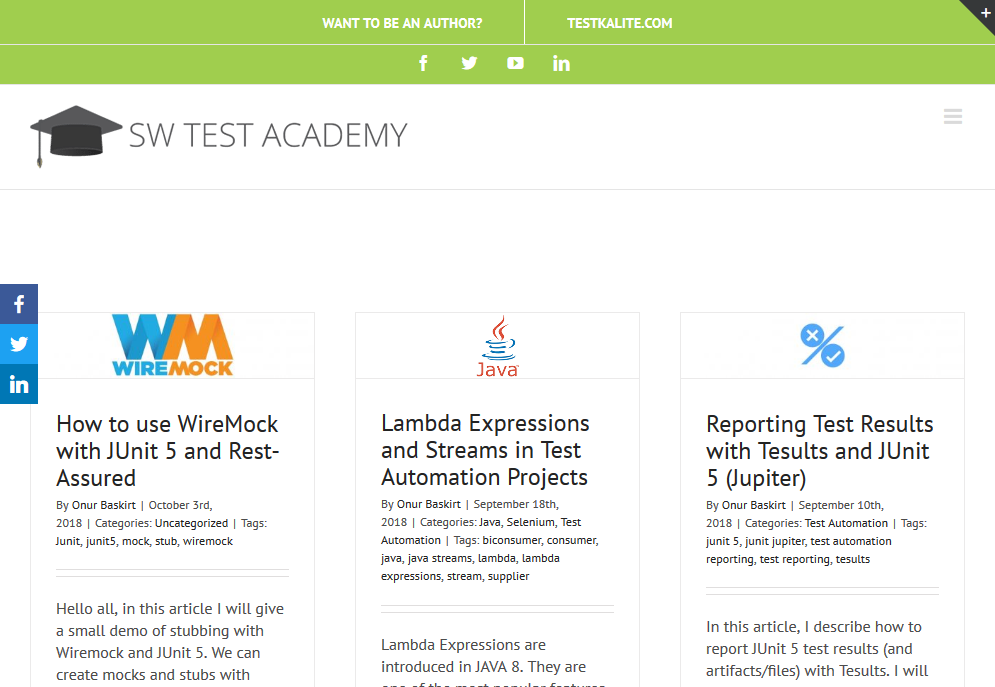 WANT TO BE AN AUTHOR?
TESTKALITE.COM
SW TEST ACADEMY
WIREMOCK
How to use WireMock
with JUnit 5 and Rest-
Assured
By Onur Baskirt | October 3rd,
2018 | Categories: Uncategorized | Tags:
Junit, junit5, mock, stub, wiremock
Hello all, in this article I will give
a small demo of stubbing with
Wiremock and JUnit 5. We can
create mocks and stubs with
Java
Lambda Expressions
and Streams in Test
Automation Projects
By Onur Baskirt | September 18th,
2018 | Categories: Java, Selenium, Test
Automation | Tags: biconsumer, consumer,
java, java streams, lambda, lambda
expressions, stream, supplier
Lambda Expressions are
introduced in JAVA 8. They are
one of the most popular features
Reporting Test Results
with Tesults and JUnit
5 (Jupiter)
By Onur Baskirt | September 10th,
2018 | Categories: Test Automation | Tags:
junit 5, junit jupiter, test automation
reporting, test reporting, tesults
In this article, I describe how to
report JUnit 5 test results (and
artifacts/files) with Tesults. I will